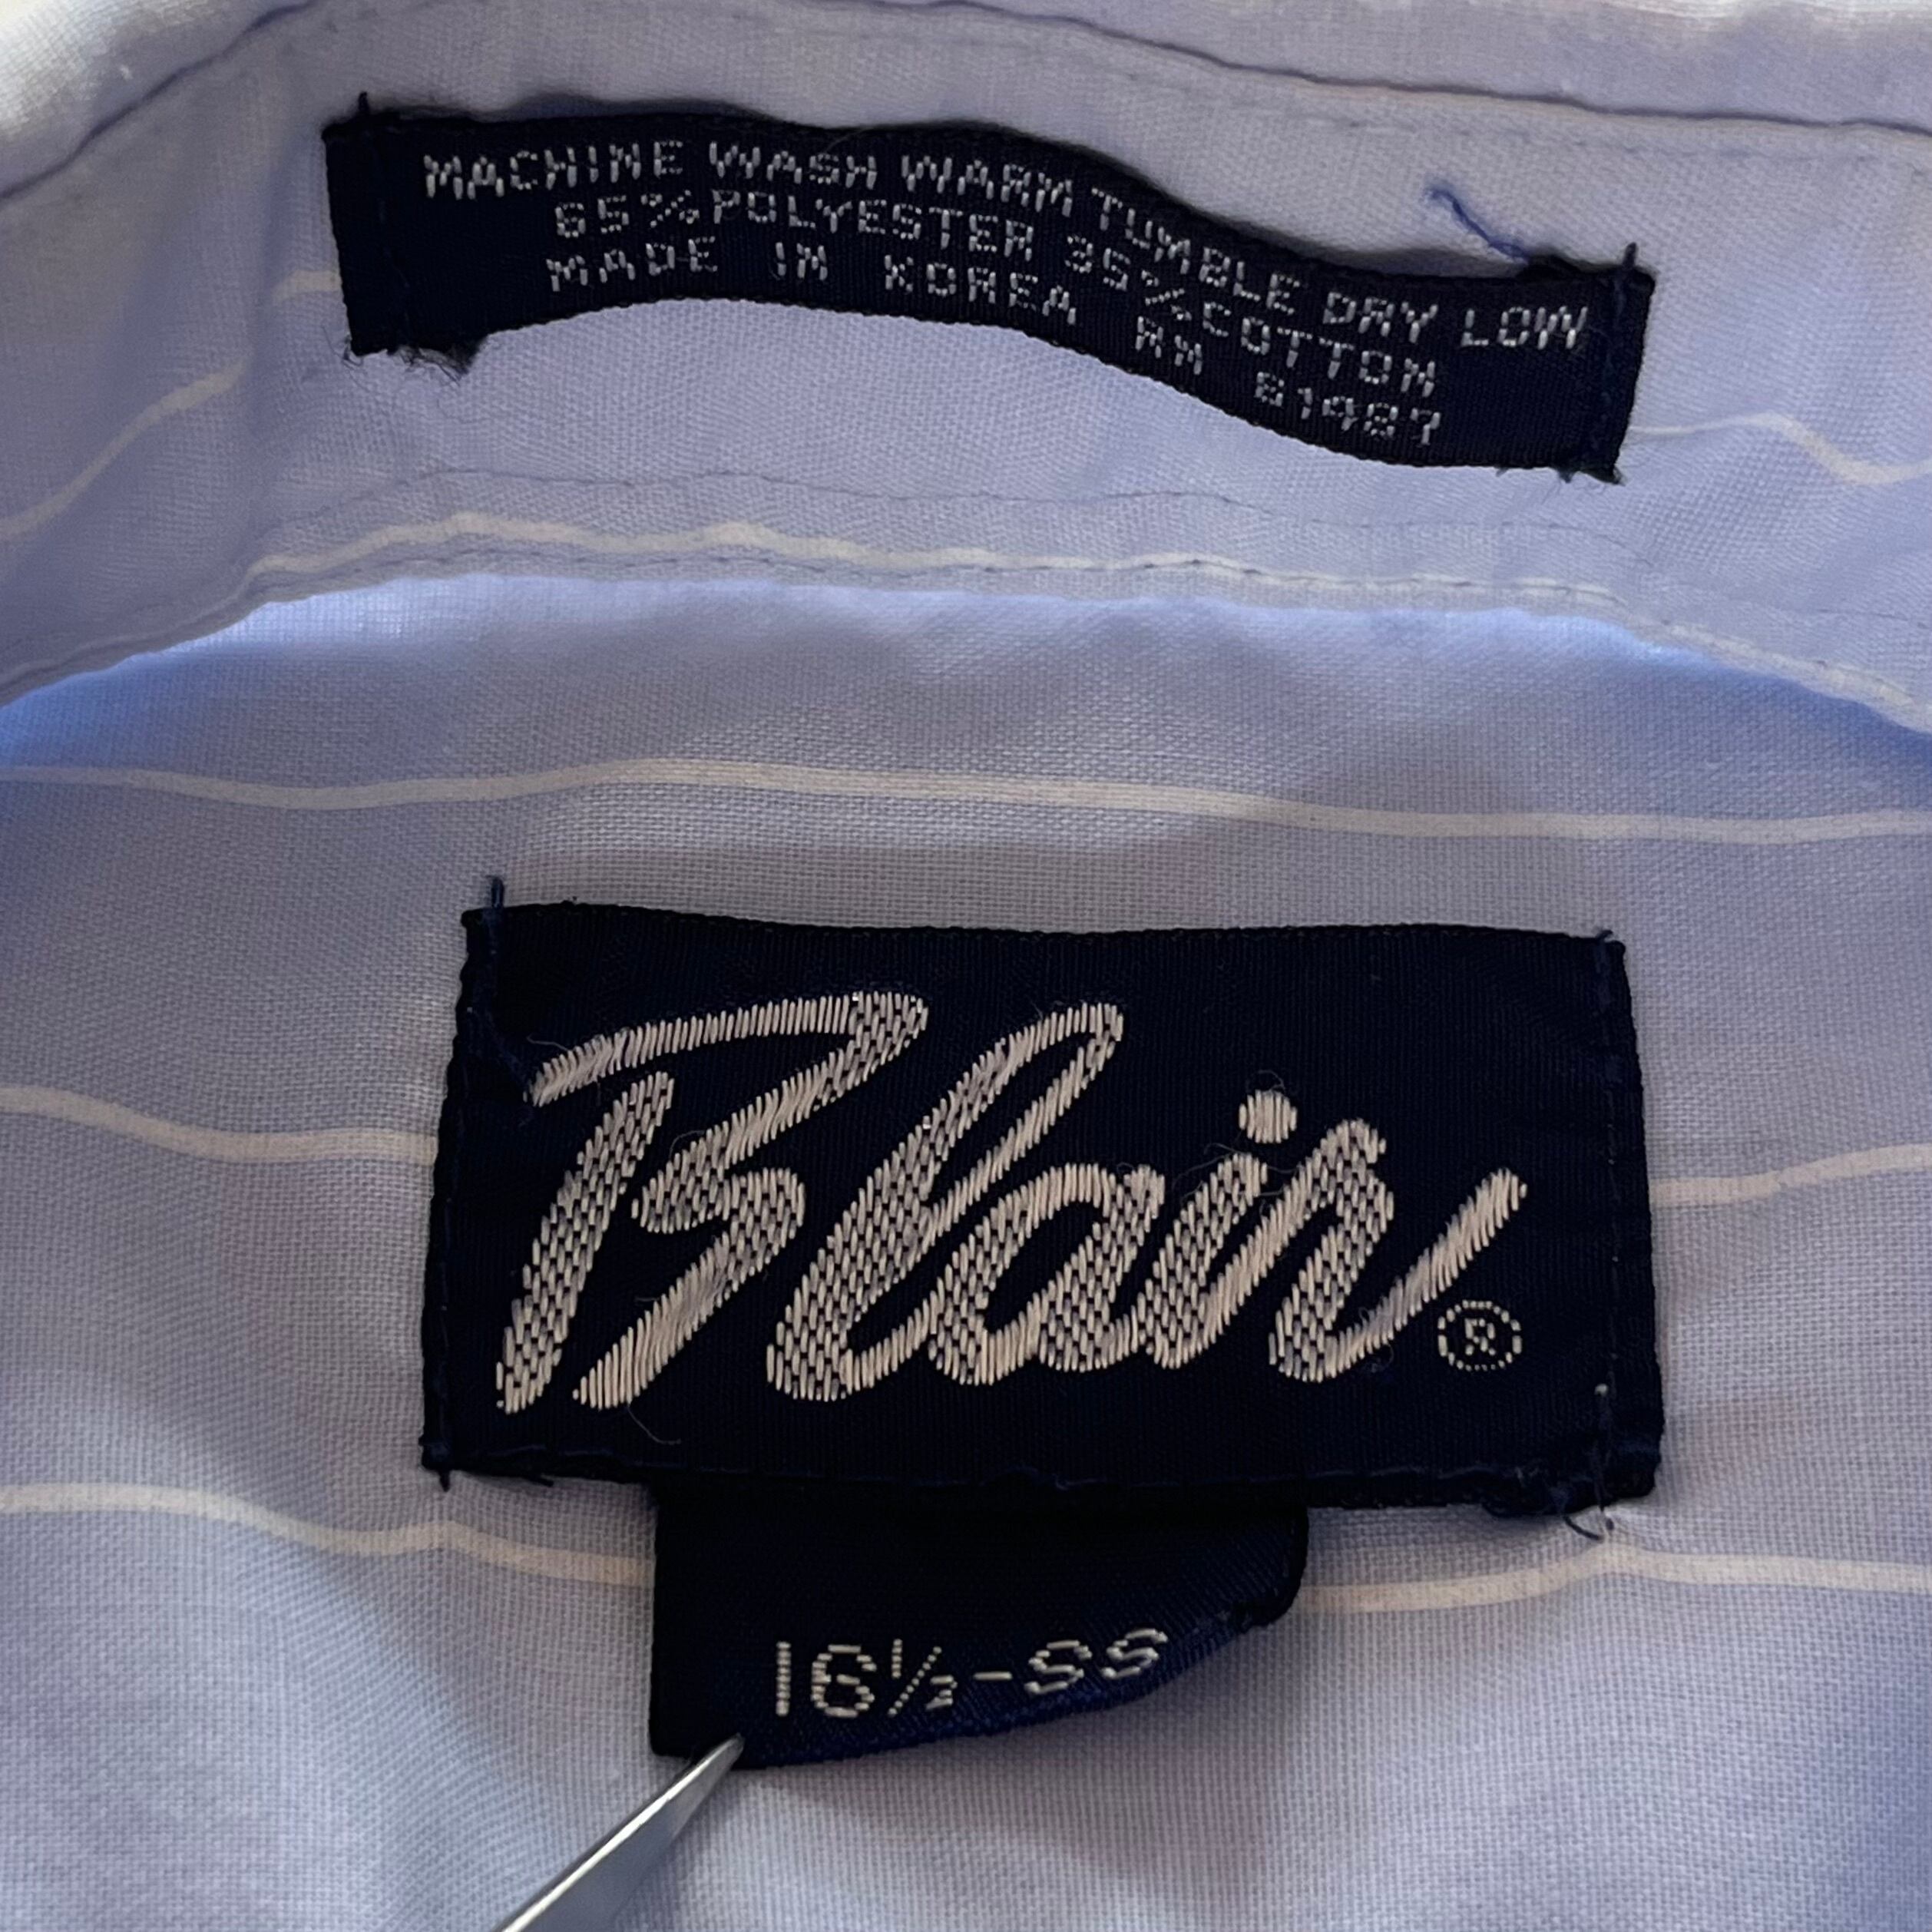 MACHINE WASH WARM TUMBLE DRY LOW
65% POLYESTER 35% COTTON
MADE IN KOREA RN 81487
Blair ®
16½-SS